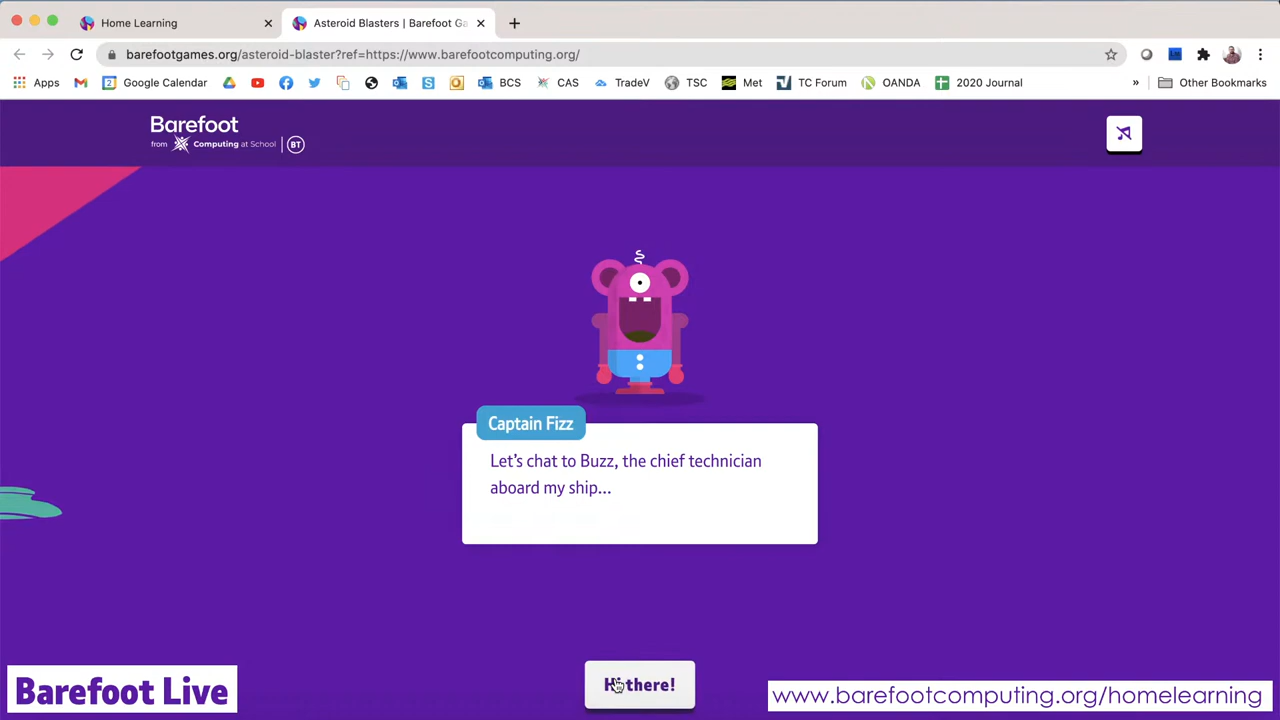 Home Learning
Asteroid Blasters | Barefoot Ga
barefootgames.org/asteroid-blaster?ref=https://www.barefootcomputing.org/
Apps Google Calendar BCS CAS TradeV TSC Met TC Forum OANDA 2020 Journal » Other Bookmarks
Barefoot
from Computing at School | BT
Captain Fizz
Let's chat to Buzz, the chief technician
aboard my ship...
Hi there!
Barefoot Live
www.barefootcomputing.org/homelearning